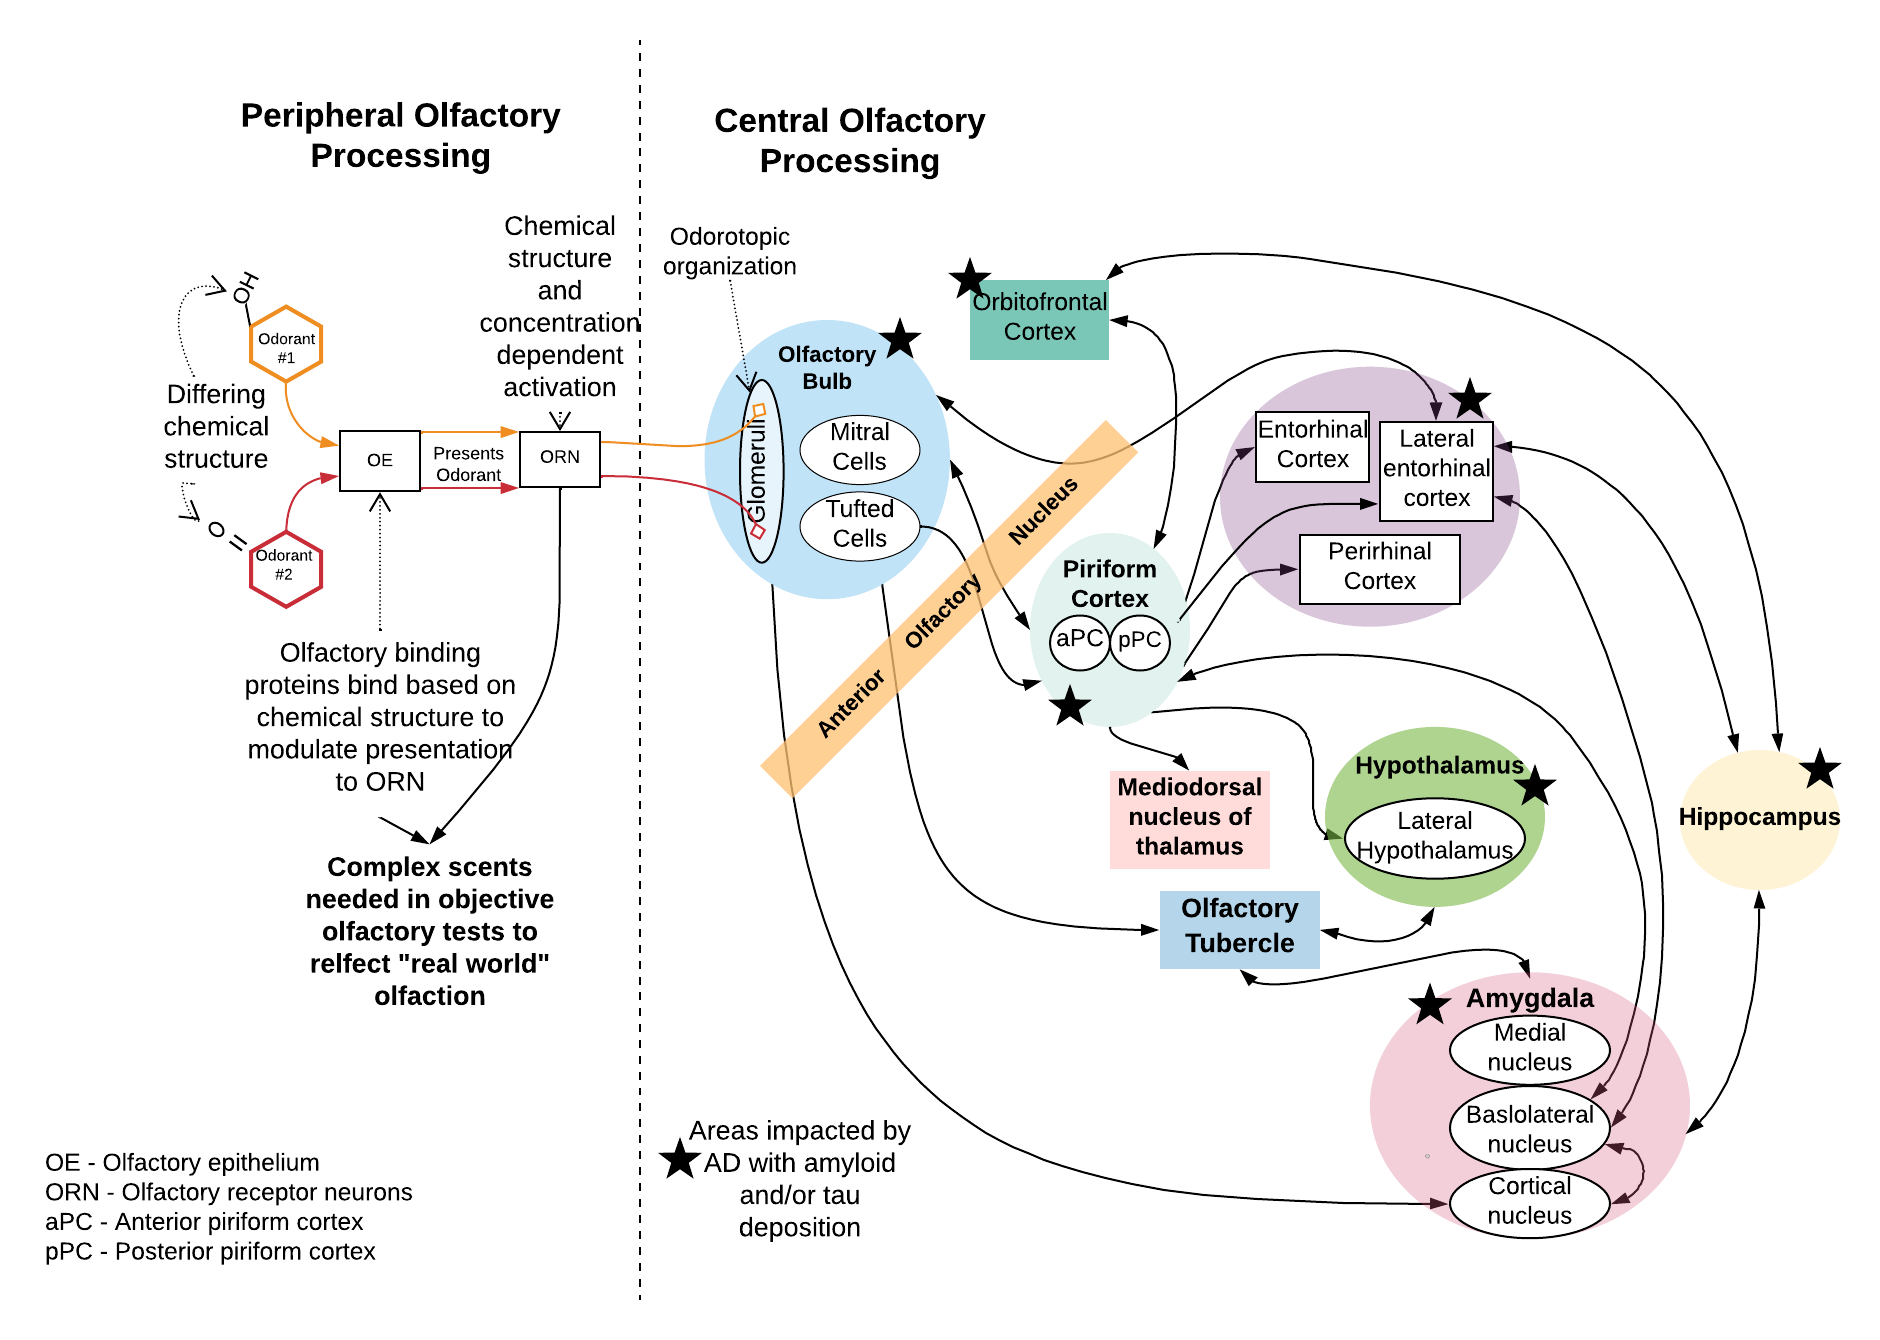 Peripheral Olfactory
Processing
Central Olfactory
Processing
Chemical
structure
and
concentration
dependent
activation
Odorotopic
organization
OH
Odorant
#1
Differing
chemical
structure
O
Odorant
#2
OE
Presents
Odorant
ORN
Olfactory binding
proteins bind based on
chemical structure to
modulate presentation
to ORN
Complex scents
needed in objective
olfactory tests to
relfect "real world"
olfaction
OE - Olfactory epithelium
ORN - Olfactory receptor neurons
aPC - Anterior piriform cortex
pPC - Posterior piriform cortex
Olfactory
Bulb
Glomerulin
Mitral
Cells
Tufted
Cells
Anterior Olfactory Nucleus
Orbitofrontal
Cortex
Piriform
Cortex
aPC
pPC
Entorhinal
Cortex
Lateral
entorhinal
cortex
Perirhinal
Cortex
Mediodorsal
nucleus of
thalamus
Hypothalamus
Lateral
Hypothalamus
Hippocampus
Olfactory
Tubercle
Amygdala
Medial
nucleus
Baslolateral
nucleus
Cortical
nucleus
Areas impacted by
AD with amyloid
and/or tau
deposition